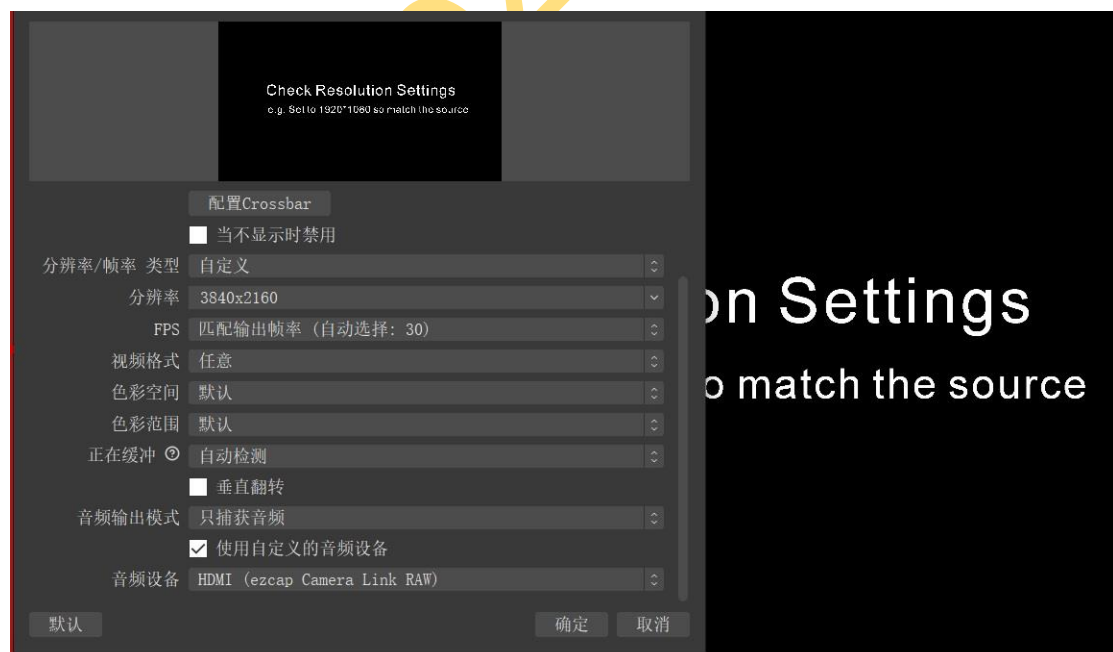 Check Resolution Settings
e.g. Set to 1920*1080 so match the source
配置Crossbar
当不显示时禁用
分辨率/帧率 类型 自定义
分辨率 3840x2160
FPS 匹配输出帧率 (自动选择: 30)
视频格式 任意
色彩空间 默认
色彩范围 默认
正在缓冲 自动检测
垂直翻转
音频输出模式 只捕获音频
使用自定义的音频设备
音频设备 HDMI (ezcap Camera Link RAW)
默认 确定 取消
on Settings
o match the source